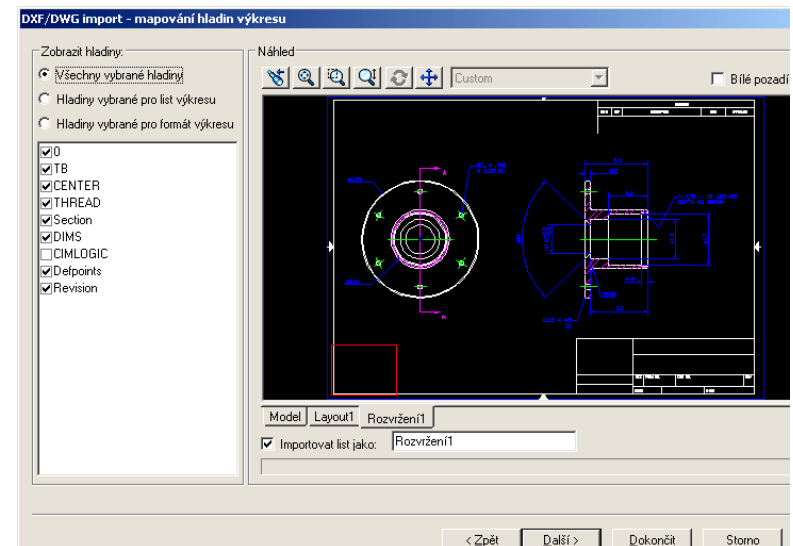 DXF/DWG import - mapování hladin výkresu
Zobrazit hladiny:
Všechny vybrané hladiny
Hladiny vybrané pro list výkresu
Hladiny vybrané pro formát výkresu
0
TB
CENTER
THREAD
Section
DIMS
CIMLOGIC
Defpoints
Revision
Náhled
Custom
Bílé pozadí
A
A
Model Layout1 Rozvržení1
Importovat list jako: Rozvržení1
< Zpět Další > Dokončit Storno